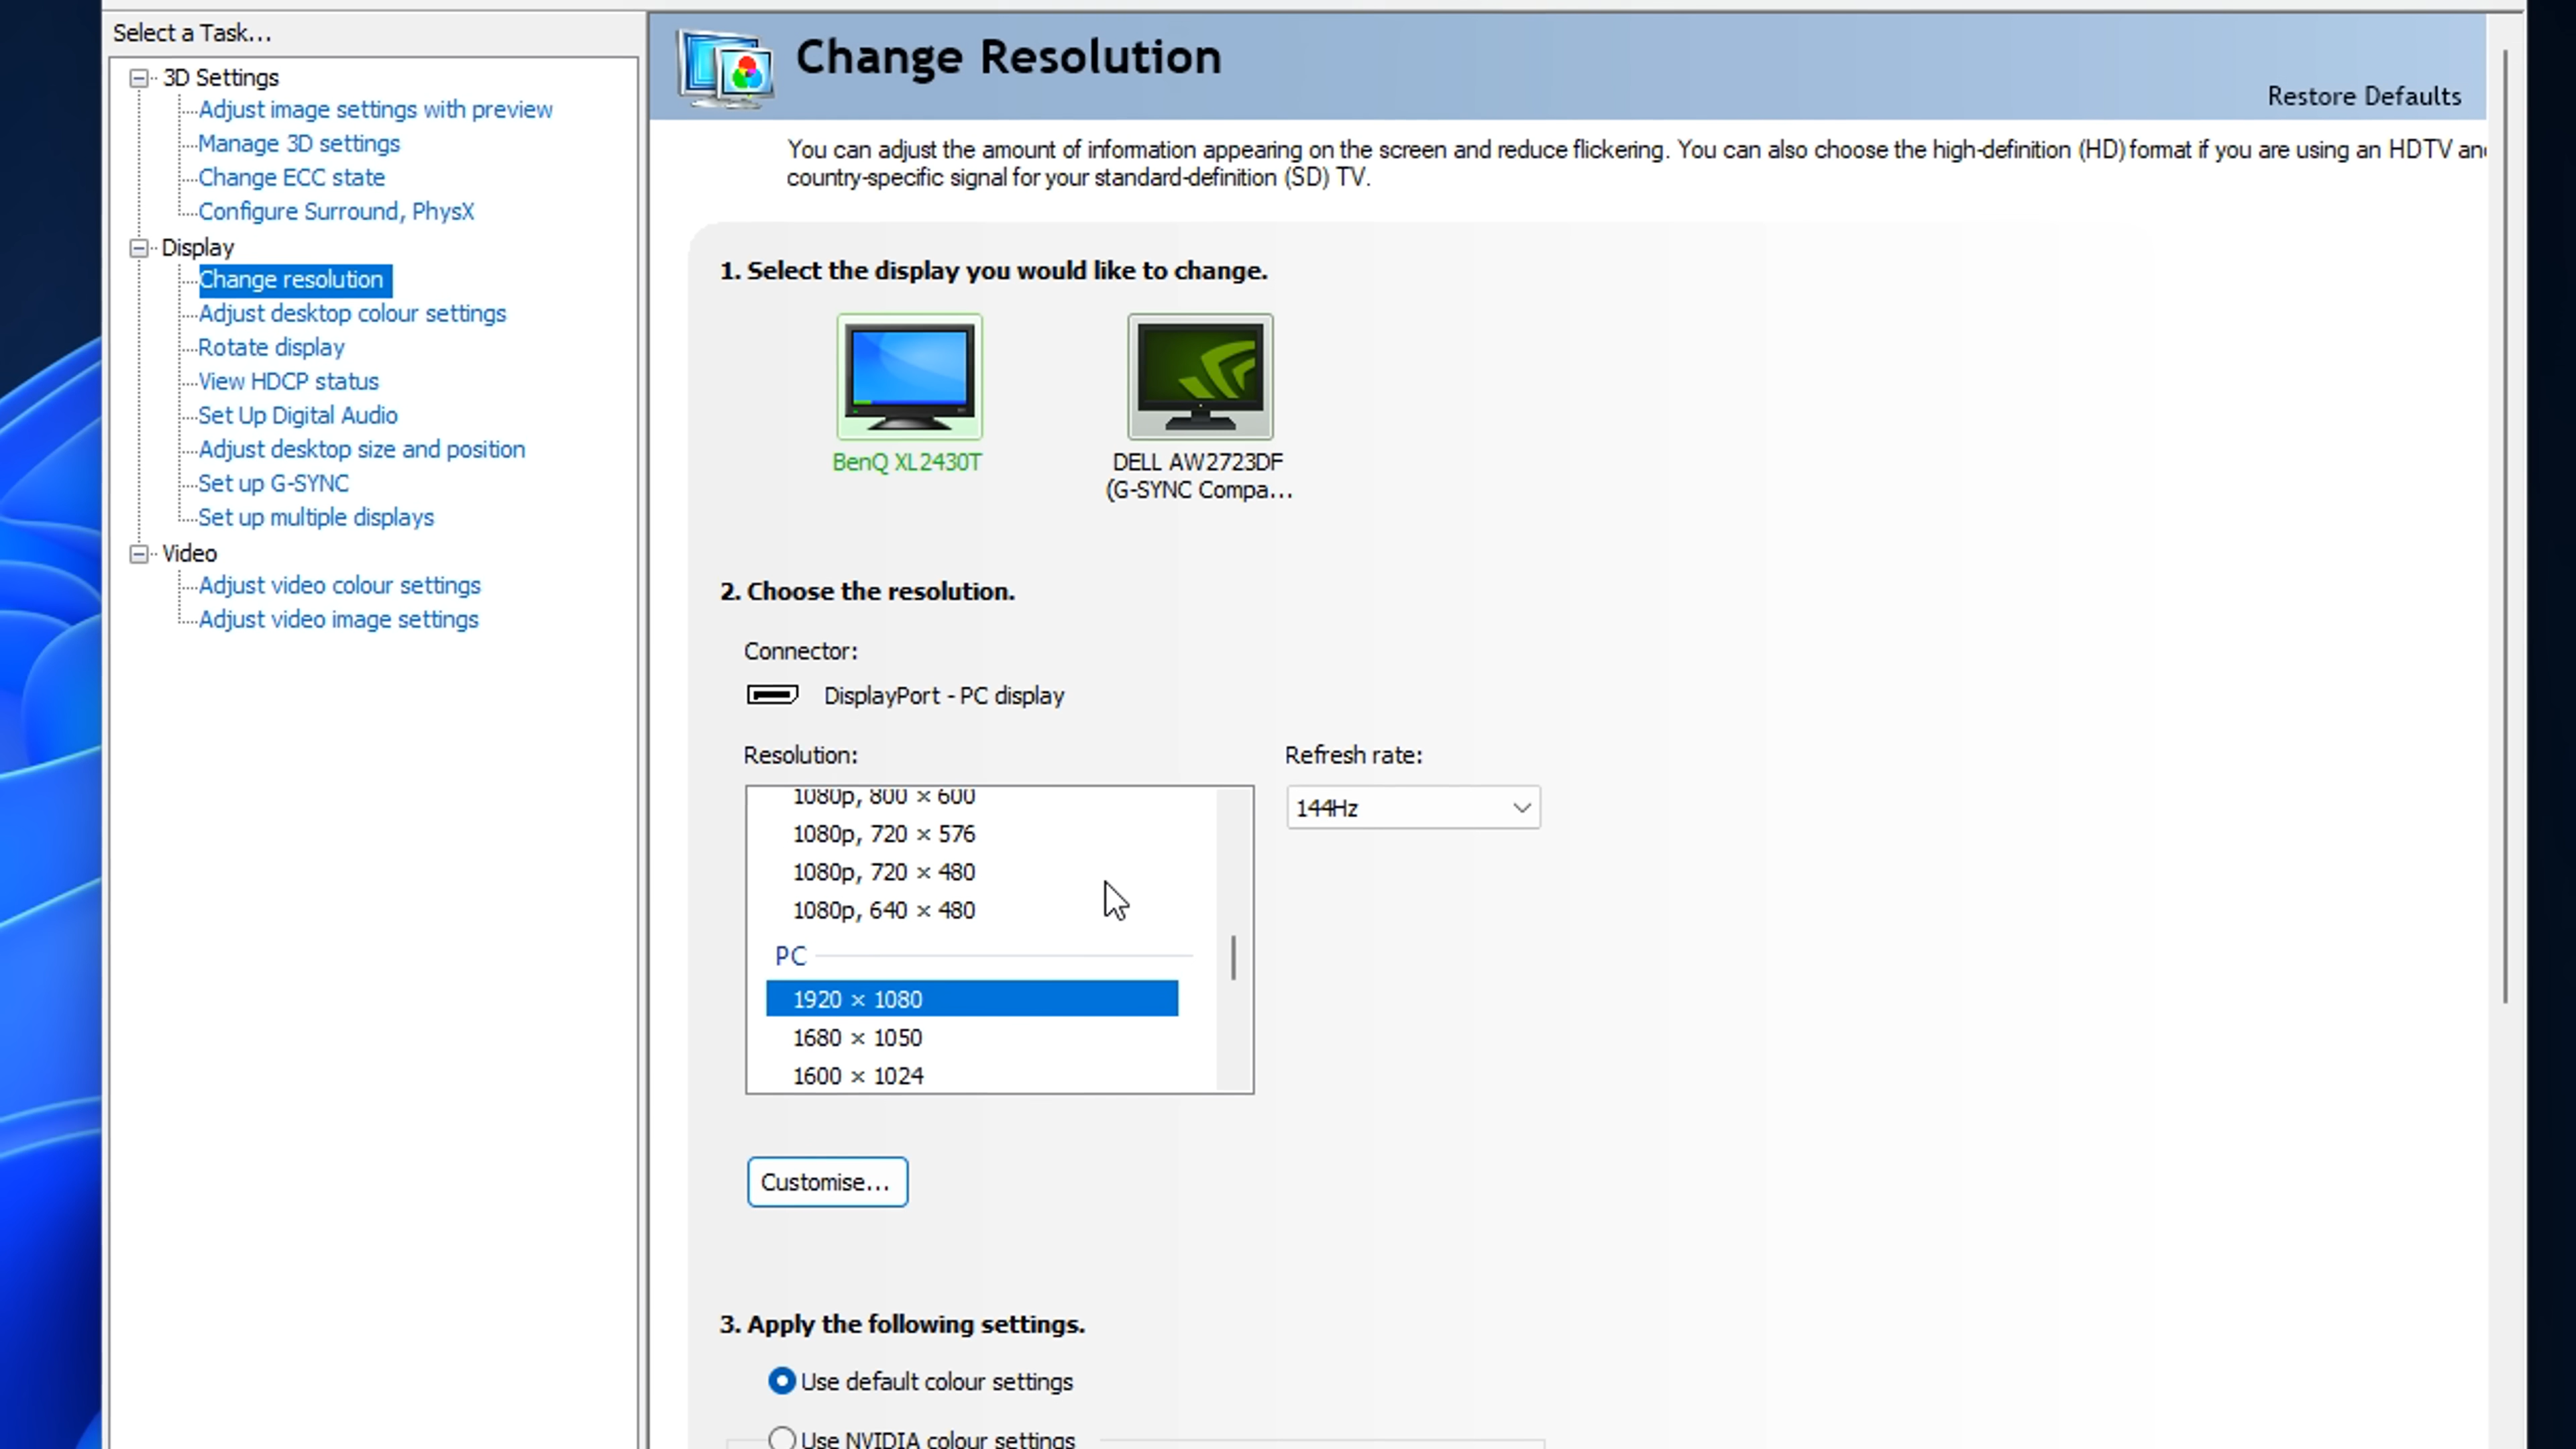 Select a Task...
3D Settings
Adjust image settings with preview
Manage 3D settings
Change ECC state
Configure Surround, PhysX
Display
Change resolution
Adjust desktop colour settings
Rotate display
View HDCP status
Set Up Digital Audio
Adjust desktop size and position
Set up G-SYNC
Set up multiple displays
Video
Adjust video colour settings
Adjust video image settings
Change Resolution
Restore Defaults
You can adjust the amount of information appearing on the screen and reduce flickering. You can also choose the high-definition (HD) format if you are using an HDTV
country-specific signal for your standard-definition (SD) TV.
1. Select the display you would like to change.
BenQ XL2430T
DELL AW2723DF
(G-SYNC Compa...
2. Choose the resolution.
Connector:
DisplayPort - PC display
Resolution:
Refresh rate:
1080p, 800 × 600
144Hz
1080p, 720 × 576
1080p, 720 × 480
1080p, 640 × 480
PC
1920 × 1080
1680 × 1050
1600 × 1024
Customise...
3. Apply the following settings.
Use default colour settings
Use NVIDIA colour settings